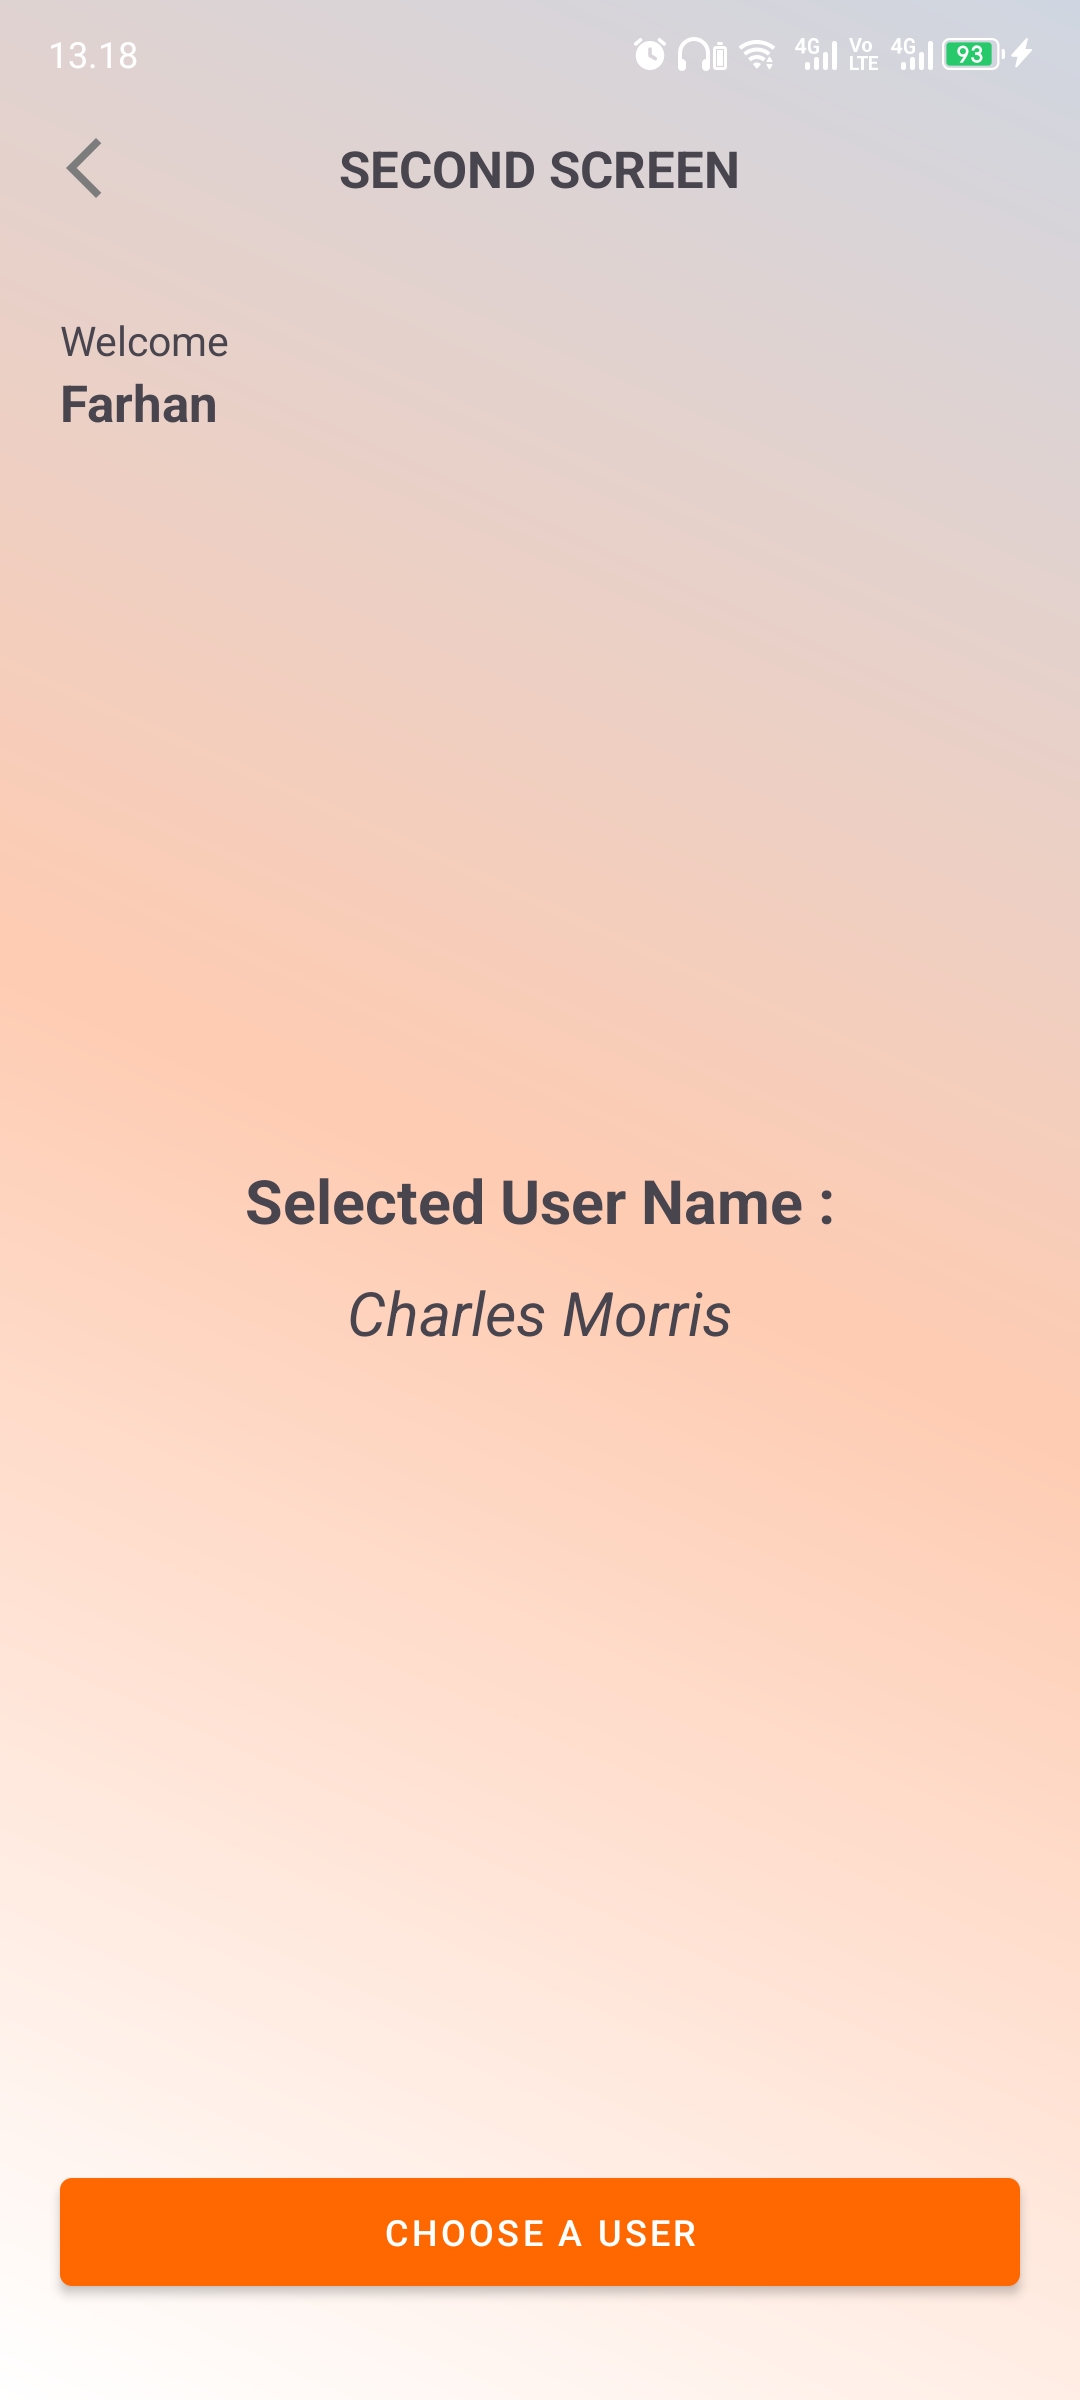 13.18
4G Vo LTE 4G 93
SECOND SCREEN
Welcome
Farhan
Selected User Name :
Charles Morris
CHOOSE A USER